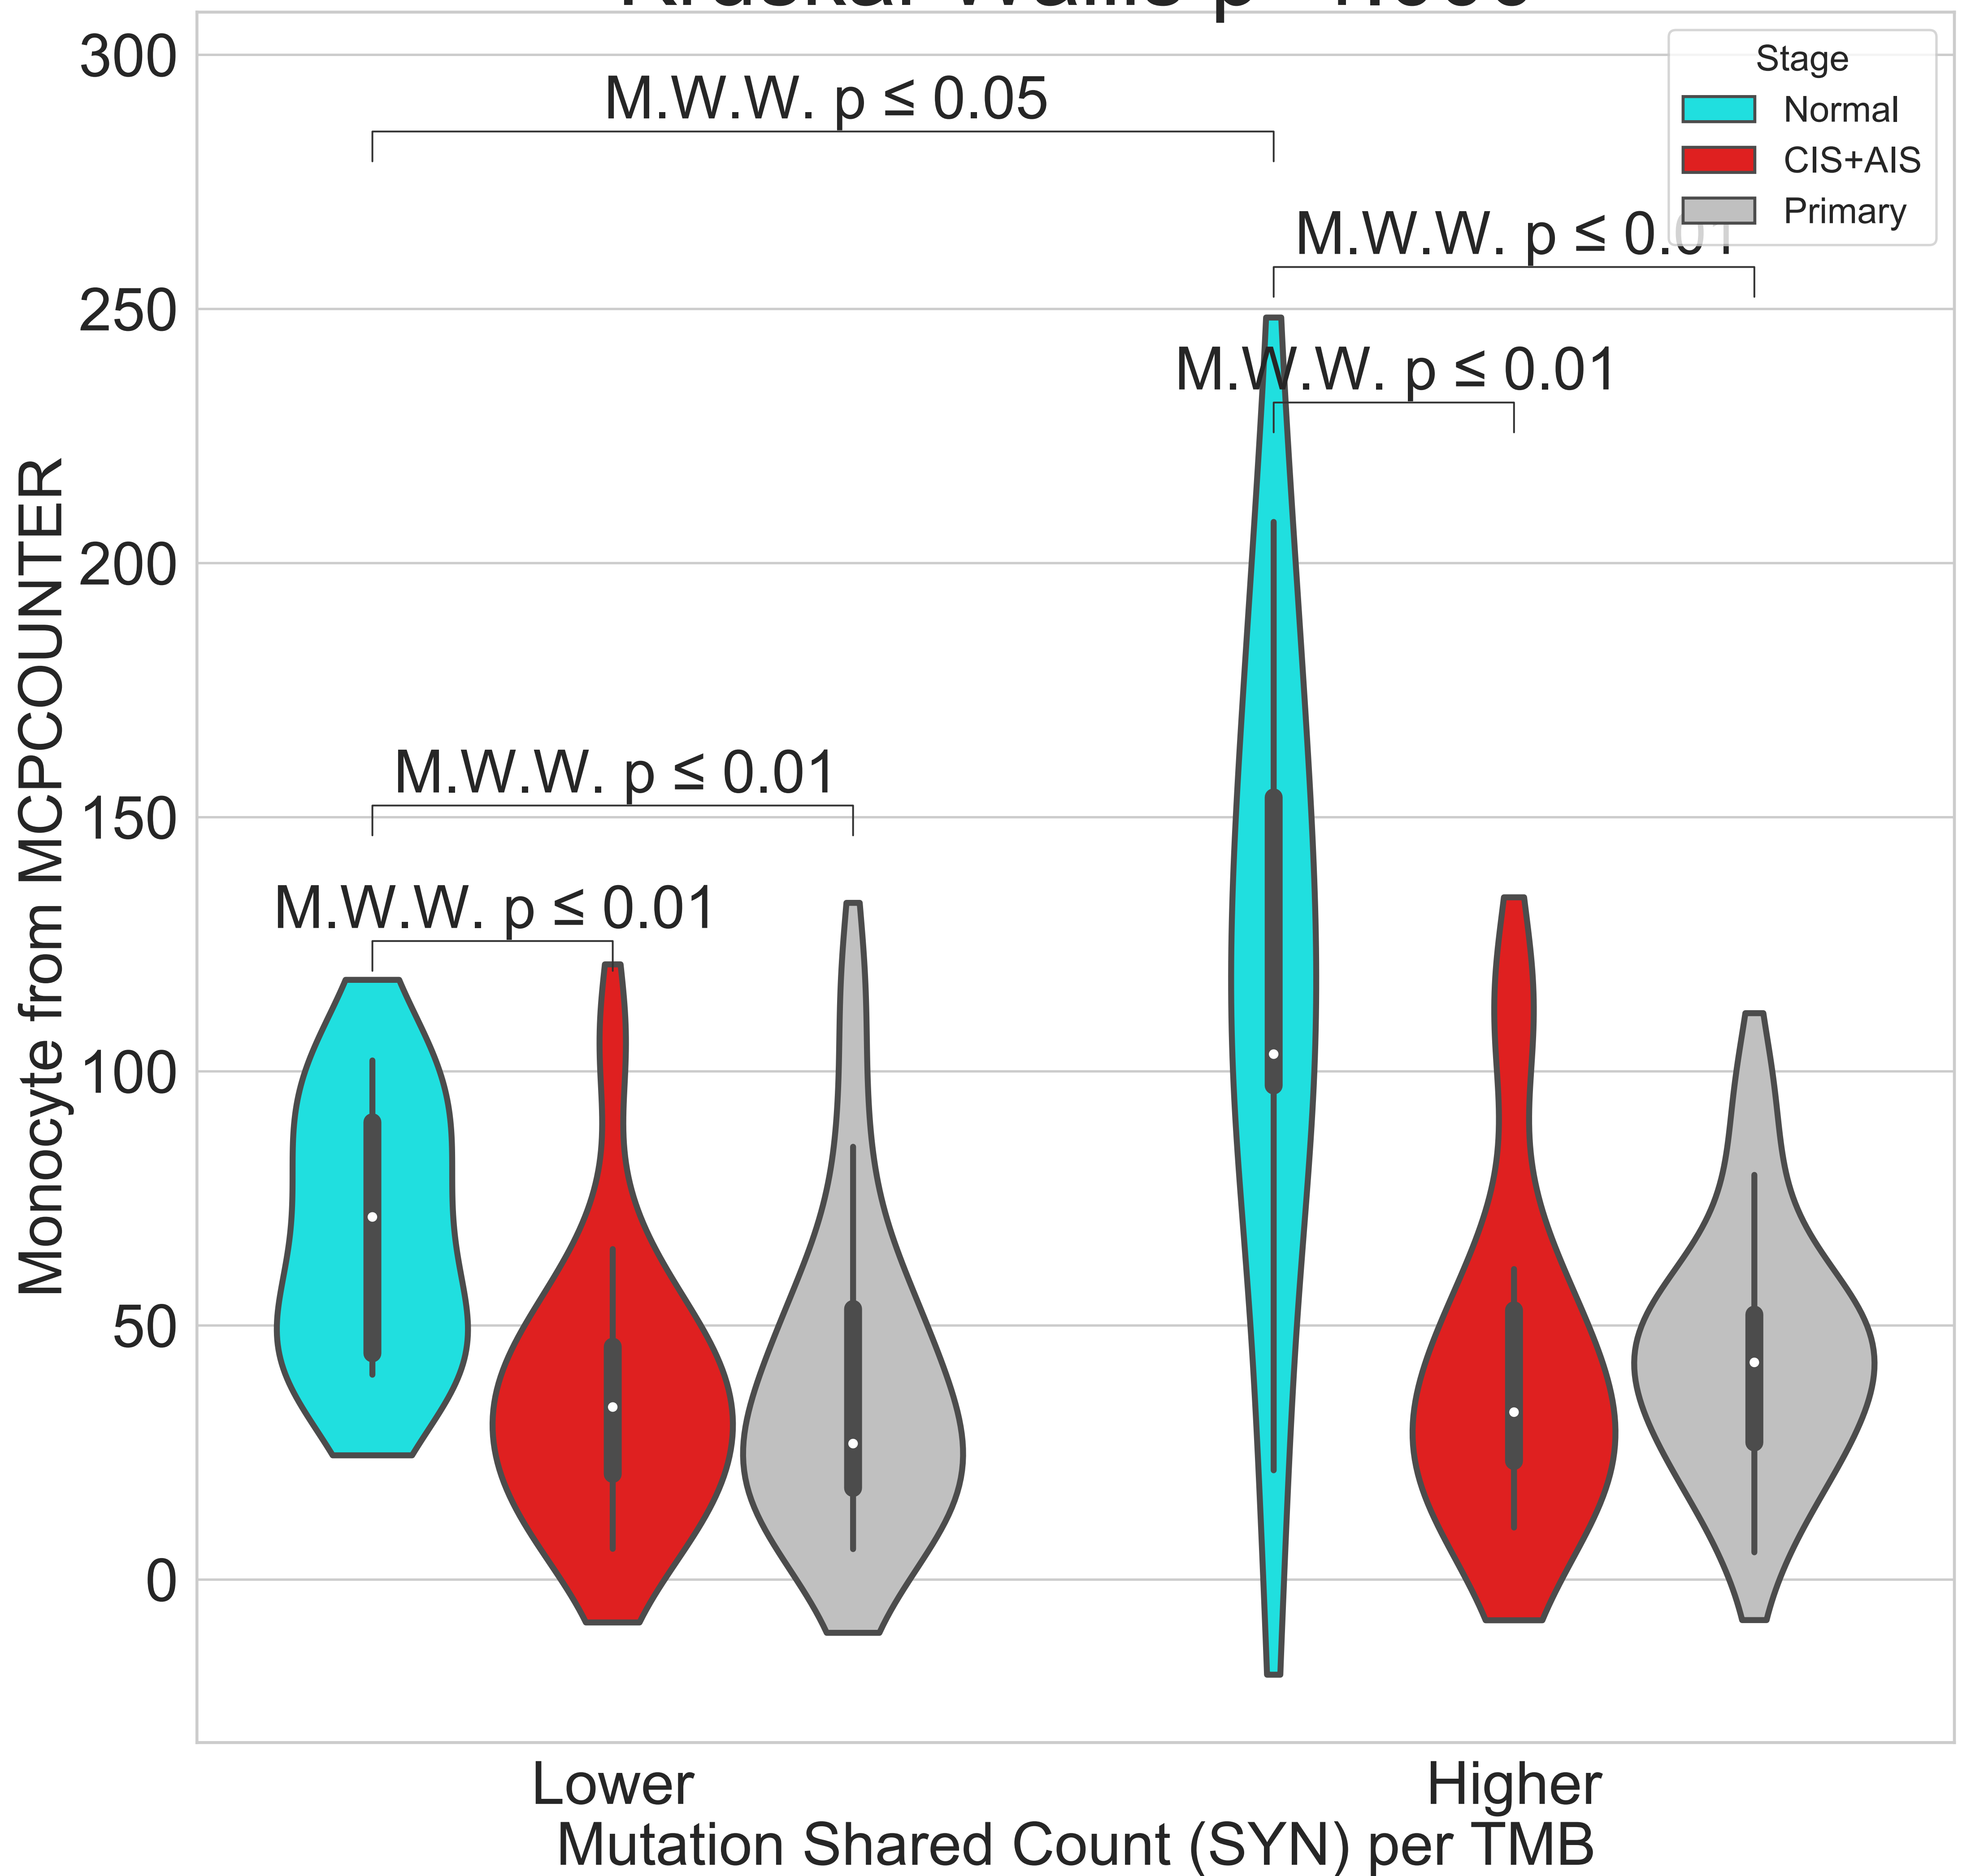 300
M.W.W. p ≤ 0.05
Stage
Normal
CIS+AIS
Primary
M.W.W. p ≤ 0.01
250
M.W.W. p ≤ 0.01
200
M.W.W. p ≤ 0.01
150
M.W.W. p ≤ 0.01
100
50
0
Monocyte from MCPCOUNTER
Lower
Higher
Mutation Shared Count (SYN) per TMB